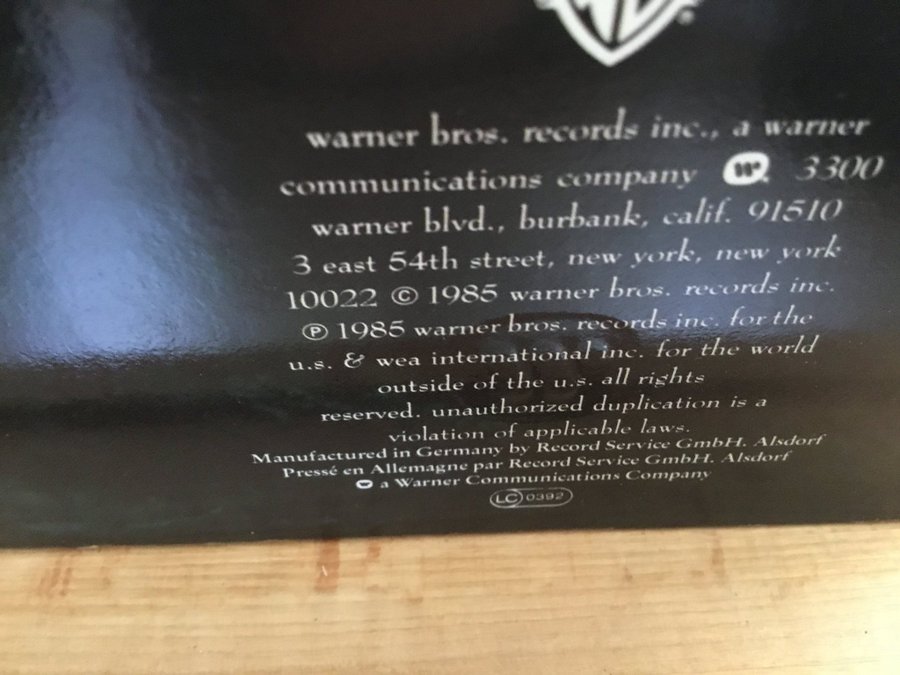 WB ®
warner bros. records inc., a warner
communications company w 3300
warner blvd., burbank, calif. 91510
3 east 54th street, new york, new york
10022 © 1985 warner bros. records inc.
℗ 1985 warner bros. records inc. for the
u.s. & wea international inc. for the world
outside of the u.s. all rights
reserved. unauthorized duplication is a
violation of applicable laws.
Manufactured in Germany by Record Service GmbH. Alsdorf
Pressé en Allemagne par Record Service GmbH. Alsdorf
w a Warner Communications Company
LC 0392